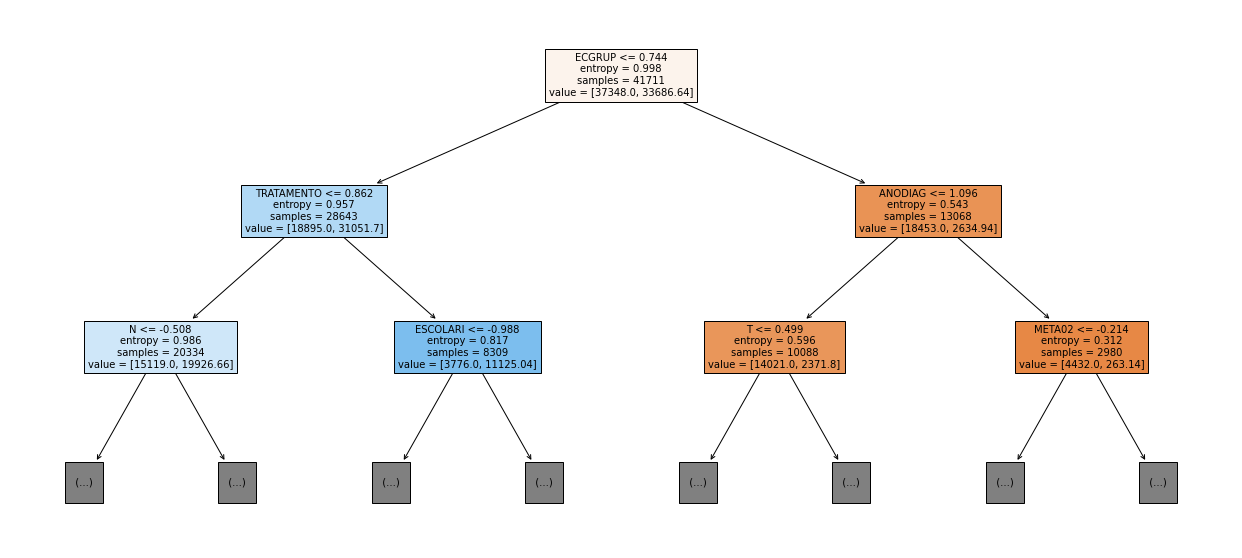 ECGRUP <= 0.744
entropy = 0.998
samples = 41711
value = [37348.0, 33686.64]
TRATAMENTO <= 0.862
entropy = 0.957
samples = 28643
value = [18895.0, 31051.7]
ANODIAG <= 1.096
entropy = 0.543
samples = 13068
value = [18453.0, 2634.94]
N <= -0.508
entropy = 0.986
samples = 20334
value = [15119.0, 19926.66]
ESCOLARI <= -0.988
entropy = 0.817
samples = 8309
value = [3776.0, 11125.04]
T <= 0.499
entropy = 0.596
samples = 10088
value = [14021.0, 2371.8]
META02 <= -0.214
entropy = 0.312
samples = 2980
value = [4432.0, 263.14]
(...)
(...)
(...)
(...)
(...)
(...)
(...)
(...)